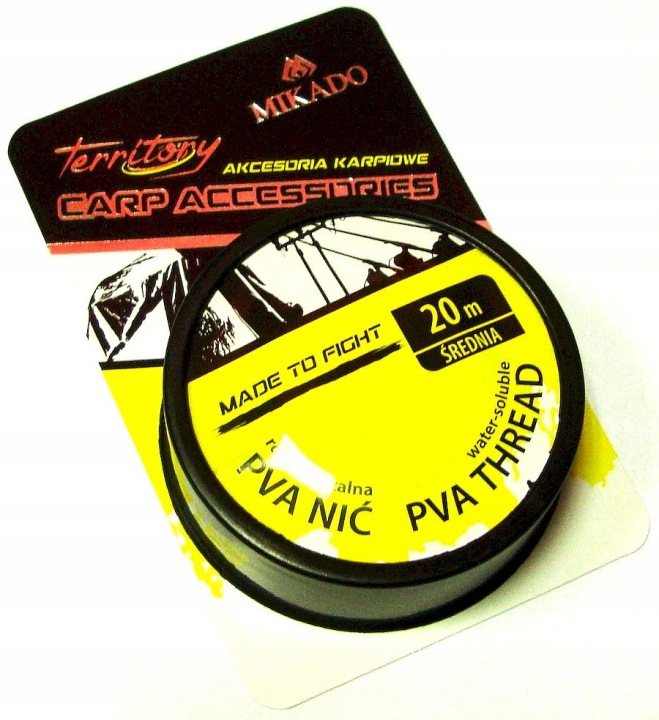 MIKADO
Territory
AKCESORIA KARPIOWE
CARP ACCESSORIES
20 m
ŚREDNIA
MADE TO FIGHT
water-soluble
PVA THREAD
PVA NIĆ